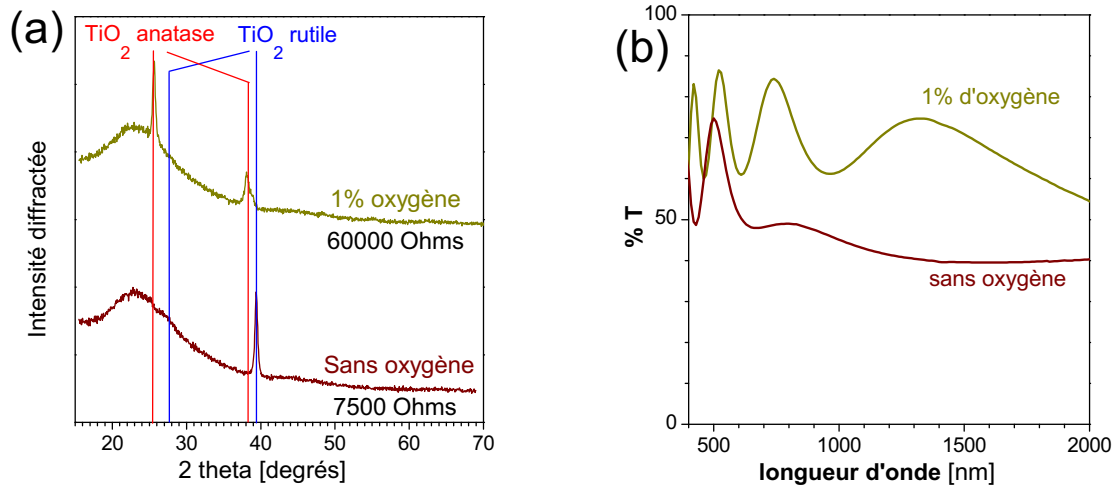 (a)
TiO2 anatase
TiO2 rutile
1% oxygène
60000 Ohms
Sans oxygène
7500 Ohms
Intensité diffractée
20 30 40 50 60 70
2 theta [degrés]
(b)
100
50
0
% T
1% d'oxygène
sans oxygène
500 1000 1500 2000
longueur d'onde [nm]